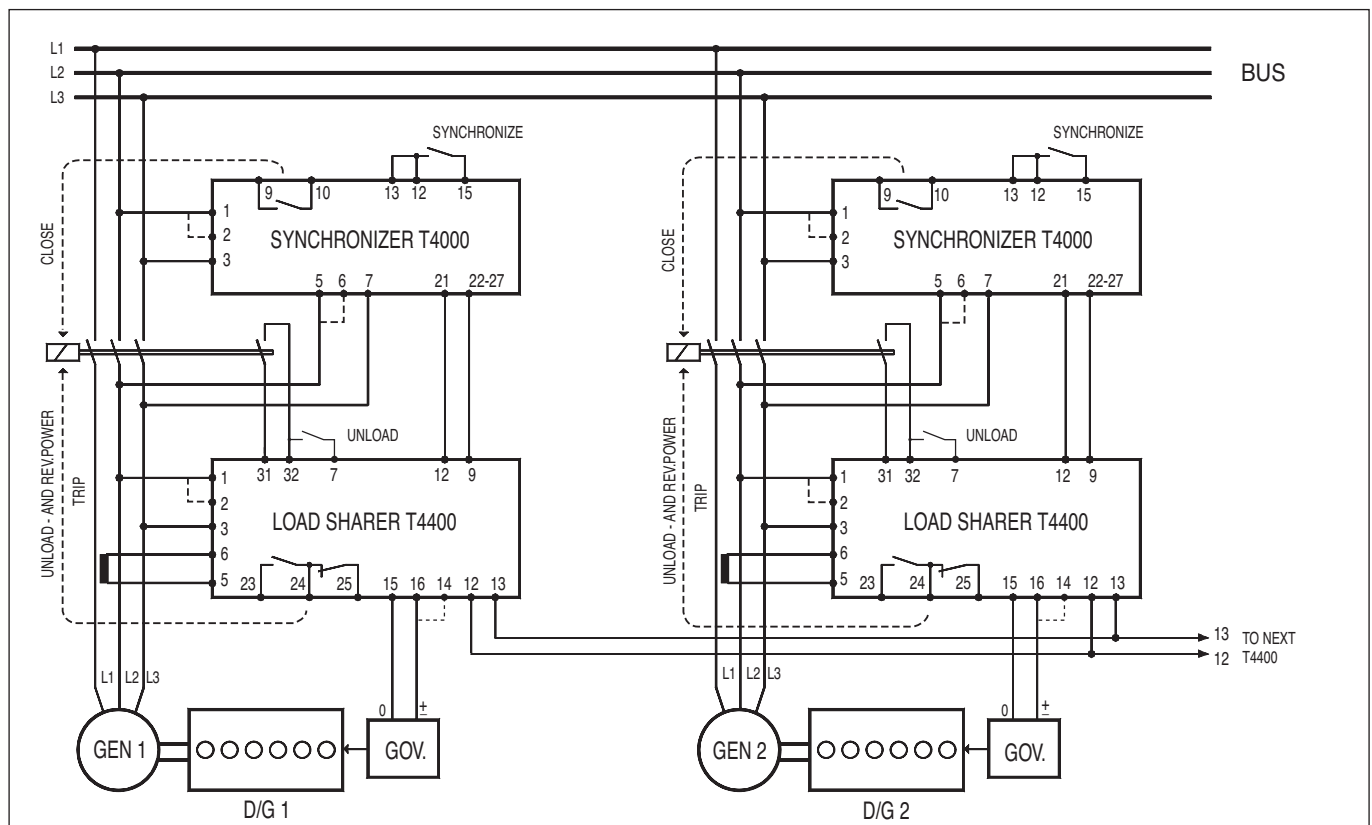 L1
L2
BUS
L3
SYNCHRONIZE
SYNCHRONIZE
9 10 13 12 15
9 10 13 12 15
1
2
3
SYNCHRONIZER T4000
1
2
3
SYNCHRONIZER T4000
CLOSE
CLOSE
5 6 7 21 22-27
5 6 7 21 22-27
UNLOAD
UNLOAD
31 32 7 12 9
31 32 7 12 9
UNLOAD - AND REV.POWER
TRIP
UNLOAD - AND REV.POWER
TRIP
1
2
3
6
5
LOAD SHARER T4400
1
2
3
6
5
LOAD SHARER T4400
23 24 25 15 16 14 12 13
23 24 25 15 16 14 12 13
13 TO NEXT
12 T4400
L1 L2 L3
L1 L2 L3
0 ±
0 ±
GEN 1
GOV.
GEN 2
GOV.
D/G 1
D/G 2